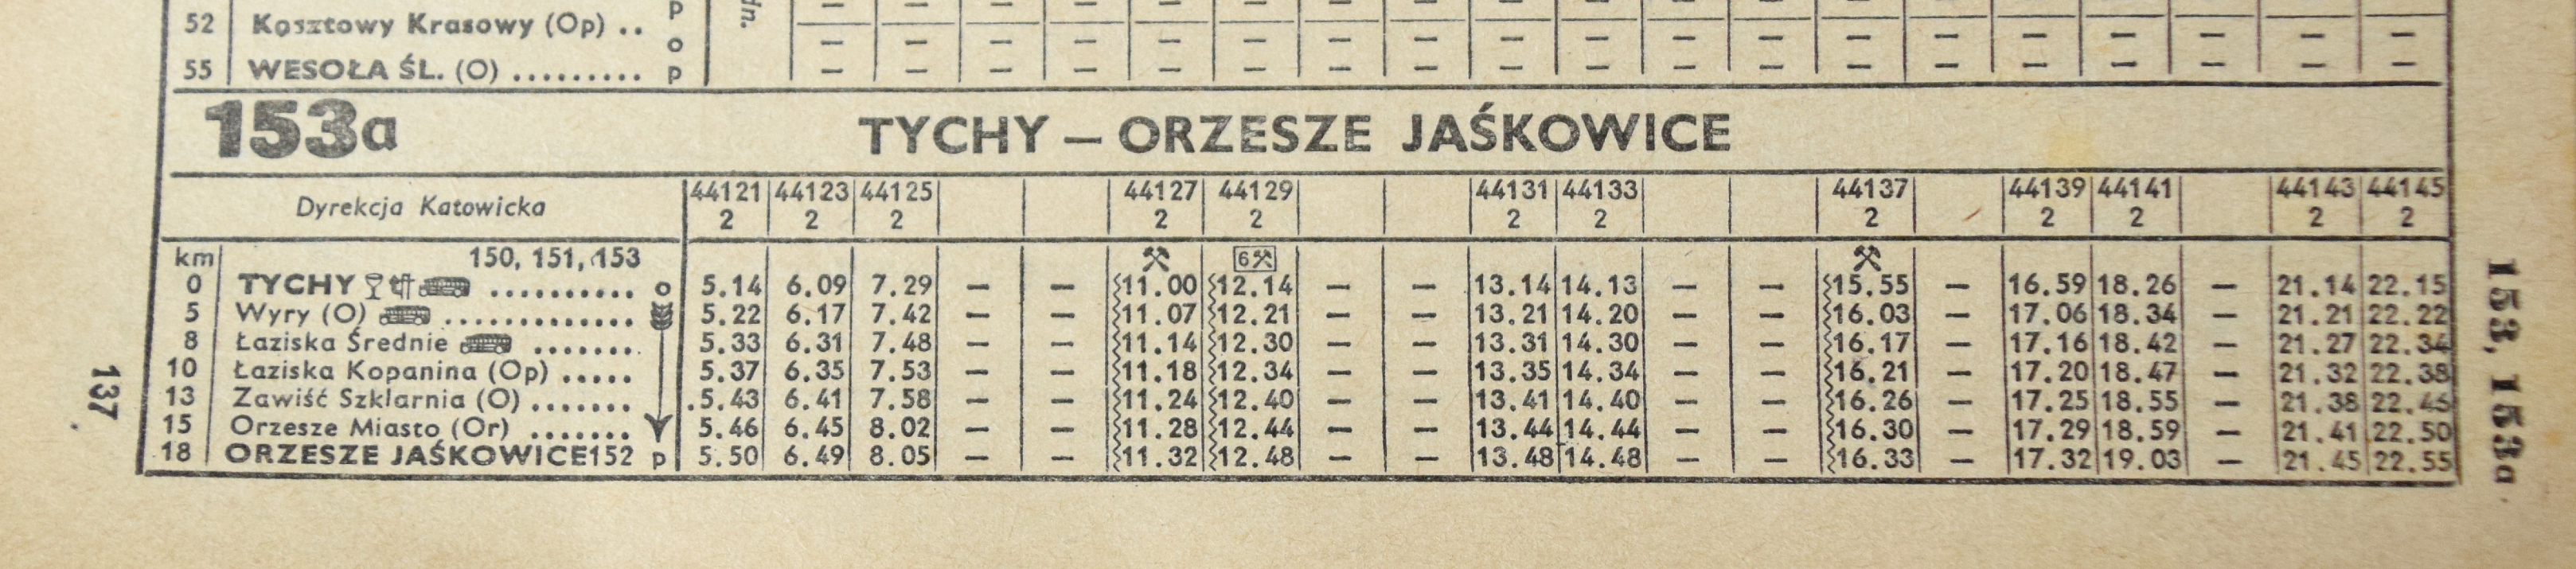 52 Kosztowy Krasowy (Op) .. p dn. — — — — — — — — — — — — — — — — — — —
o — — — — — — — — — — — — — — — — — — —
55 WESOŁA ŚL. (O) ......... p — — — — — — — — — — — — — — — — — — —
153a TYCHY — ORZESZE JAŚKOWICE
Dyrekcja Katowicka 44121 44123 44125 44127 44129 44131 44133 44137 44139 44141 44143 44145
2 2 2 2 2 2 2 2 2 2 2 2
km 150, 151, 153 6
0 TYCHY .......... o 5.14 6.09 7.29 — — 11.00 12.14 — — 13.14 14.13 — — 15.55 — 16.59 18.26 — 21.14 22.15
5 Wyry (O) ............. 5.22 6.17 7.42 — — 11.07 12.21 — — 13.21 14.20 — — 16.03 — 17.06 18.34 — 21.21 22.22
8 Łaziska Średnie ....... 5.33 6.31 7.48 — — 11.14 12.30 — — 13.31 14.30 — — 16.17 — 17.16 18.42 — 21.27 22.34
10 Łaziska Kopanina (Op) ..... 5.37 6.35 7.53 — — 11.18 12.34 — — 13.35 14.34 — — 16.21 — 17.20 18.47 — 21.32 22.38
13 Zawiść Szklarnia (O) ....... 5.43 6.41 7.58 — — 11.24 12.40 — — 13.41 14.40 — — 16.26 — 17.25 18.55 — 21.38
15 Orzesze Miasto (Or) ....... 5.46 6.45 8.02 — — 11.28 12.44 — — 13.44 14.44 — — 16.30 — 17.29 18.59 — 21.41 22.50
18 ORZESZE JAŚKOWICE 152 p 5.50 6.49 8.05 — — 11.32 12.48 — — 13.48 14.48 — — 16.33 — 17.32 19.03 — 21.45 22.55
137
153, 153a